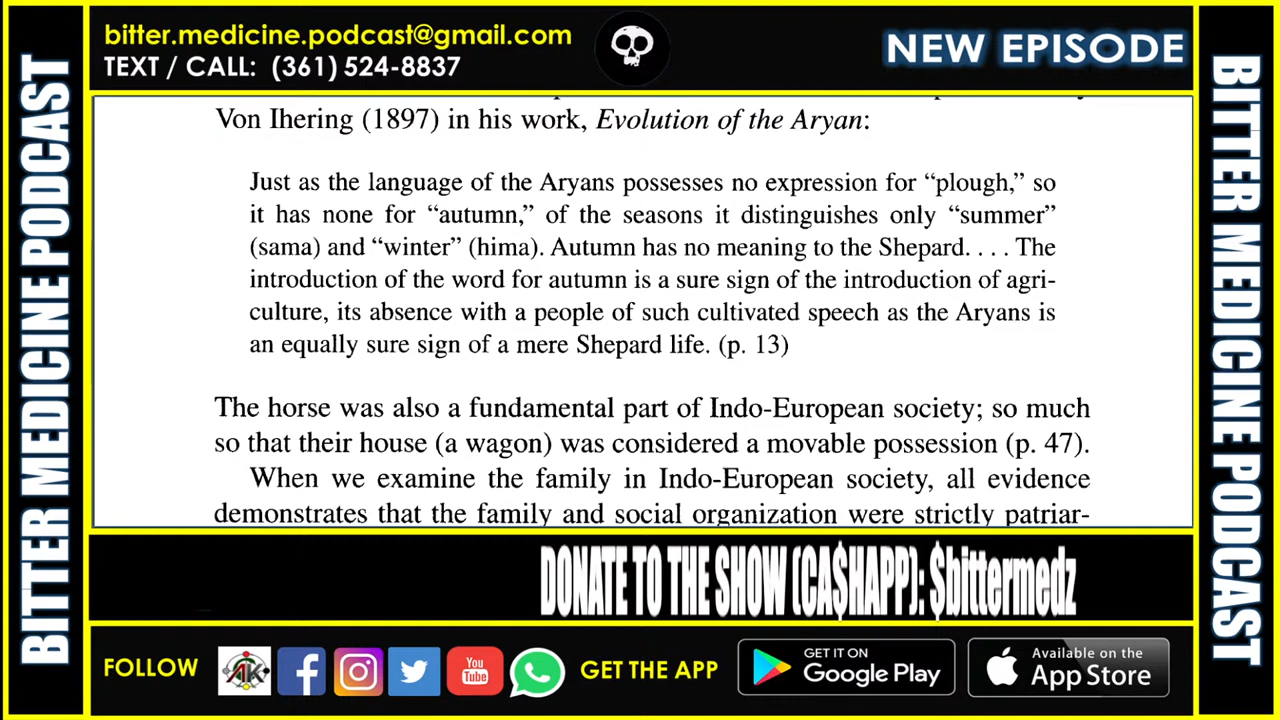 bitter.medicine.podcast@gmail.com
TEXT / CALL: (361) 524-8837
NEW EPISODE
BITTER MEDICINE PODCAST
Von Ihering (1897) in his work, Evolution of the Aryan:
Just as the language of the Aryans possesses no expression for “plough,” so
it has none for “autumn,” of the seasons it distinguishes only “summer”
(sama) and “winter” (hima). Autumn has no meaning to the Shepard. . . . The
introduction of the word for autumn is a sure sign of the introduction of agri-
culture, its absence with a people of such cultivated speech as the Aryans is
an equally sure sign of a mere Shepard life. (p. 13)
The horse was also a fundamental part of Indo-European society; so much
so that their house (a wagon) was considered a movable possession (p. 47).
When we examine the family in Indo-European society, all evidence
demonstrates that the family and social organization were strictly patriar-
BITTER MEDICINE PODCAST
DONATE TO THE SHOW (CA$HAPP): $bittermedz
FOLLOW
ATK
You
Tube
GET THE APP
GET IT ON
Google Play
Available on the
App Store